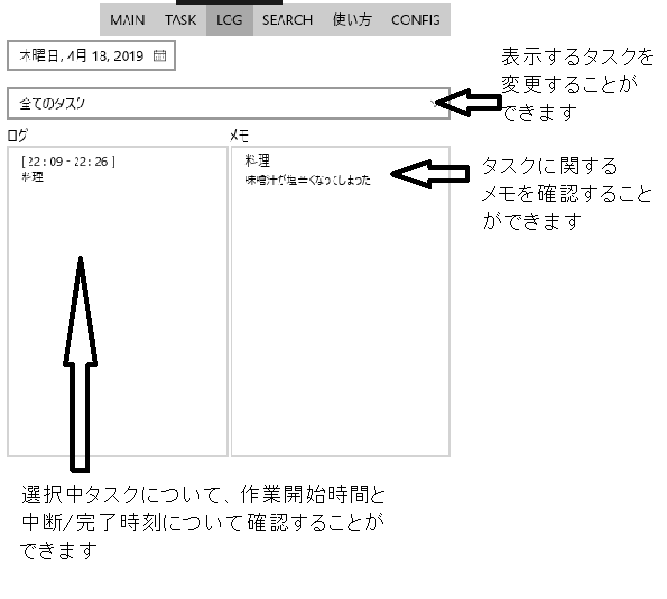 MAIN TASK LOG SEARCH 使い方 CONFIG
木曜日, 4月 18, 2019
表示するタスクを
変更することが
できます
全てのタスク
ログ
メモ
[22:09-22:26]
料理
料理
味噌汁が塩辛くなってしまった
タスクに関する
メモを確認すること
ができます
選択中タスクについて、作業開始時間と
中断/完了時刻について確認することが
できます